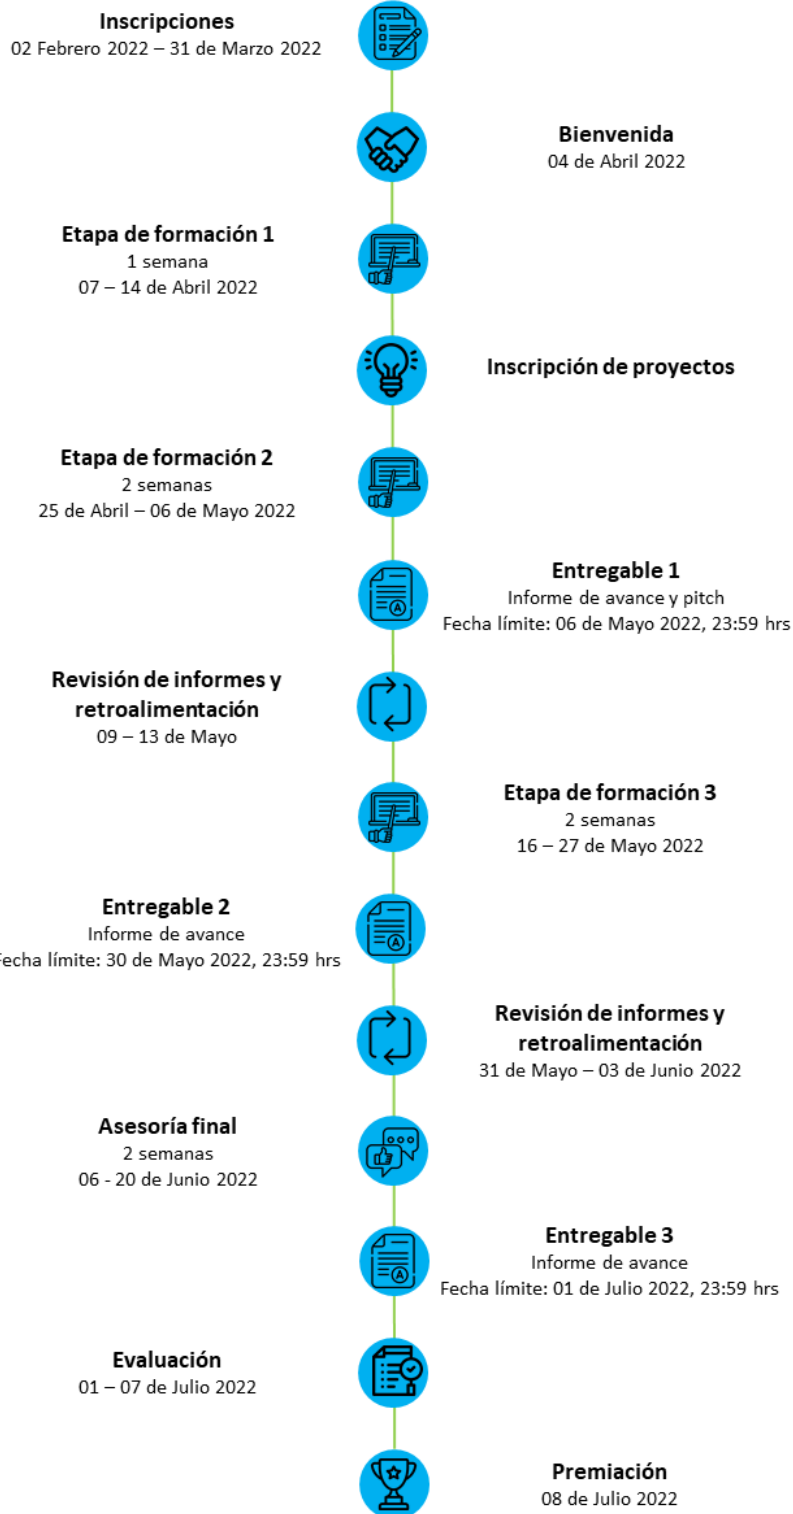 Inscripciones
02 Febrero 2022 – 31 de Marzo 2022
Bienvenida
04 de Abril 2022
Etapa de formación 1
1 semana
07 – 14 de Abril 2022
Inscripción de proyectos
Etapa de formación 2
2 semanas
25 de Abril – 06 de Mayo 2022
Entregable 1
Informe de avance y pitch
Fecha límite: 06 de Mayo 2022, 23:59 hrs
Revisión de informes y
retroalimentación
09 – 13 de Mayo
Etapa de formación 3
2 semanas
16 – 27 de Mayo 2022
Entregable 2
Informe de avance
Fecha límite: 30 de Mayo 2022, 23:59 hrs
Revisión de informes y
retroalimentación
31 de Mayo – 03 de Junio 2022
Asesoría final
2 semanas
06 - 20 de Junio 2022
Entregable 3
Informe de avance
Fecha límite: 01 de Julio 2022, 23:59 hrs
Evaluación
01 – 07 de Julio 2022
Premiación
08 de Julio 2022